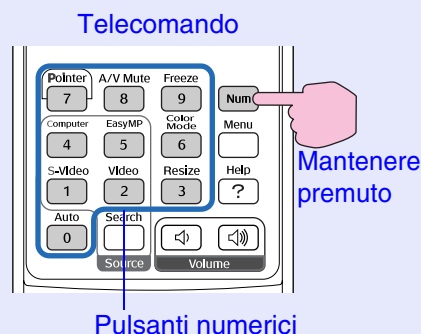 Telecomando
Pointer A/V Mute Freeze
7 8 9 Num
Computer EasyMP Color Mode Menu
4 5 6
S-Video Video Resize Help
1 2 3 ?
Auto Search
0
Source Volume
Mantenere
premuto
Pulsanti numerici